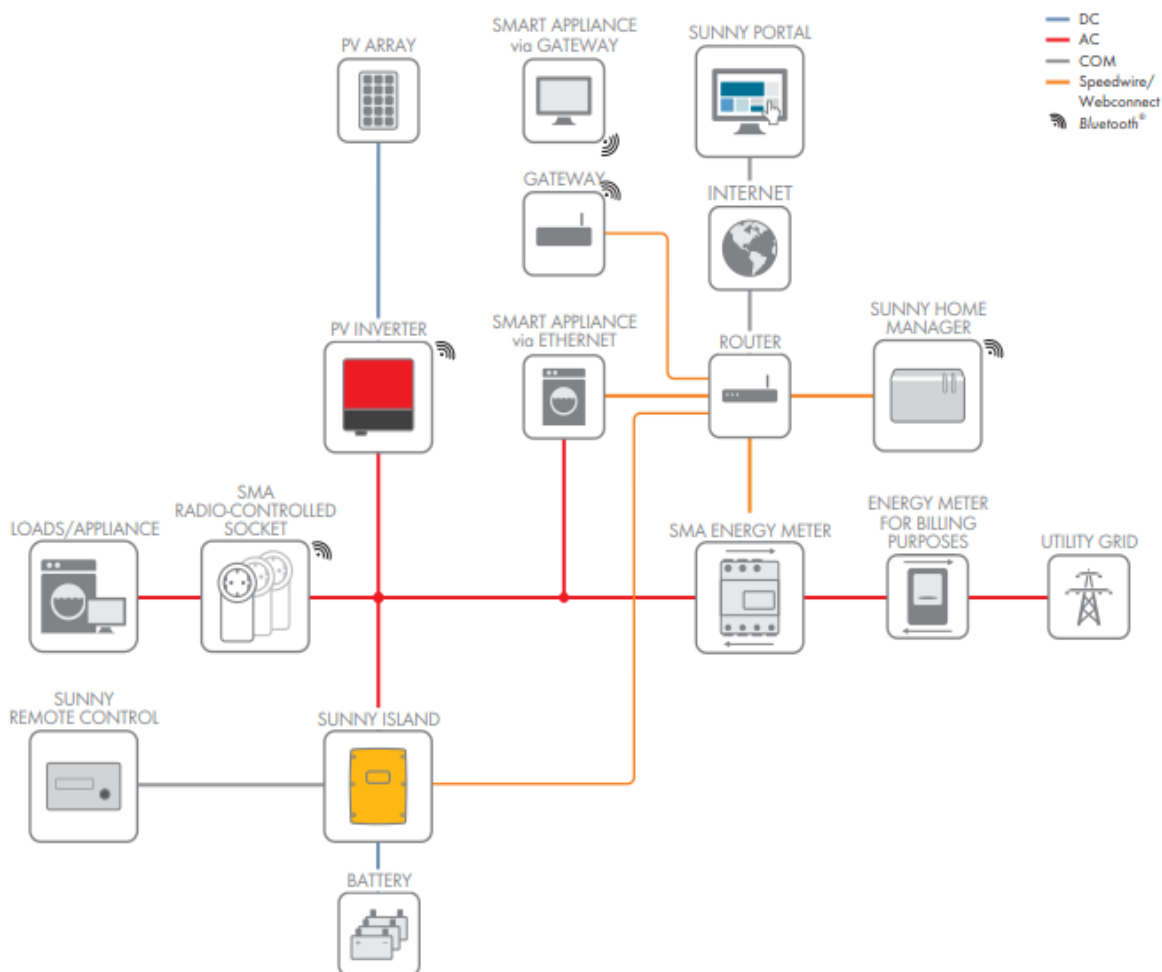 PV ARRAY
SMART APPLIANCE
via GATEWAY
SUNNY PORTAL
DC
AC
COM
Speedwire/
Webconnect
Bluetooth®
GATEWAY
INTERNET
PV INVERTER
SMART APPLIANCE
via ETHERNET
ROUTER
SUNNY HOME
MANAGER
LOADS/APPLIANCE
SMA
RADIO-CONTROLLED
SOCKET
SMA ENERGY METER
ENERGY METER
FOR BILLING
PURPOSES
UTILITY GRID
SUNNY
REMOTE CONTROL
SUNNY ISLAND
BATTERY